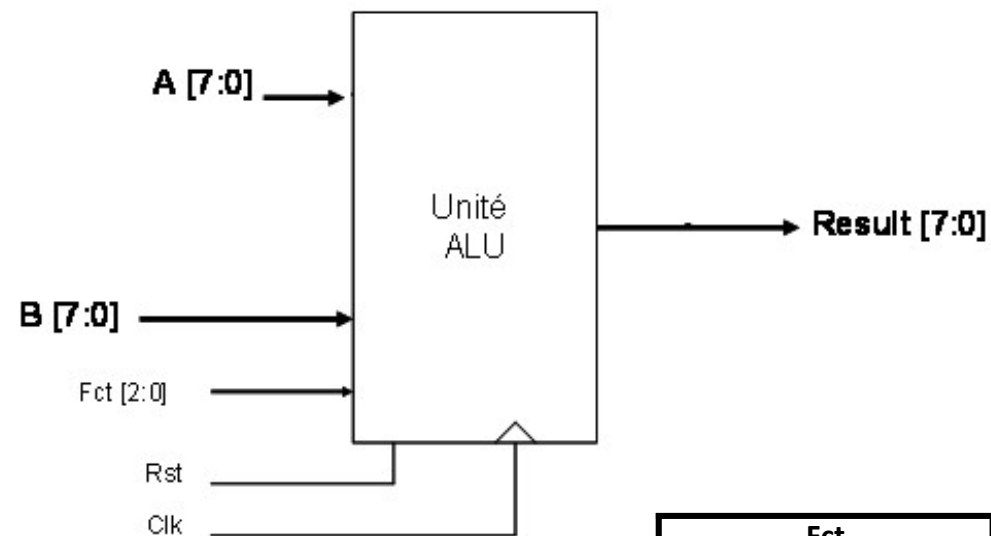 A [7:0]
Unité
ALU
Result [7:0]
B [7:0]
Fct [2:0]
Rst
Clk
Fct